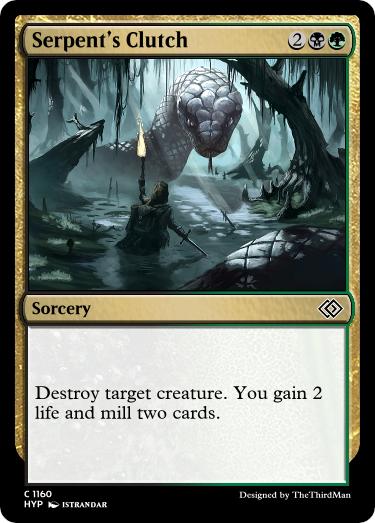 Serpent's Clutch 2
Sorcery
Destroy target creature. You gain 2
life and mill two cards.
C 1160
HYP ISTRANDAR
Designed by TheThirdMan